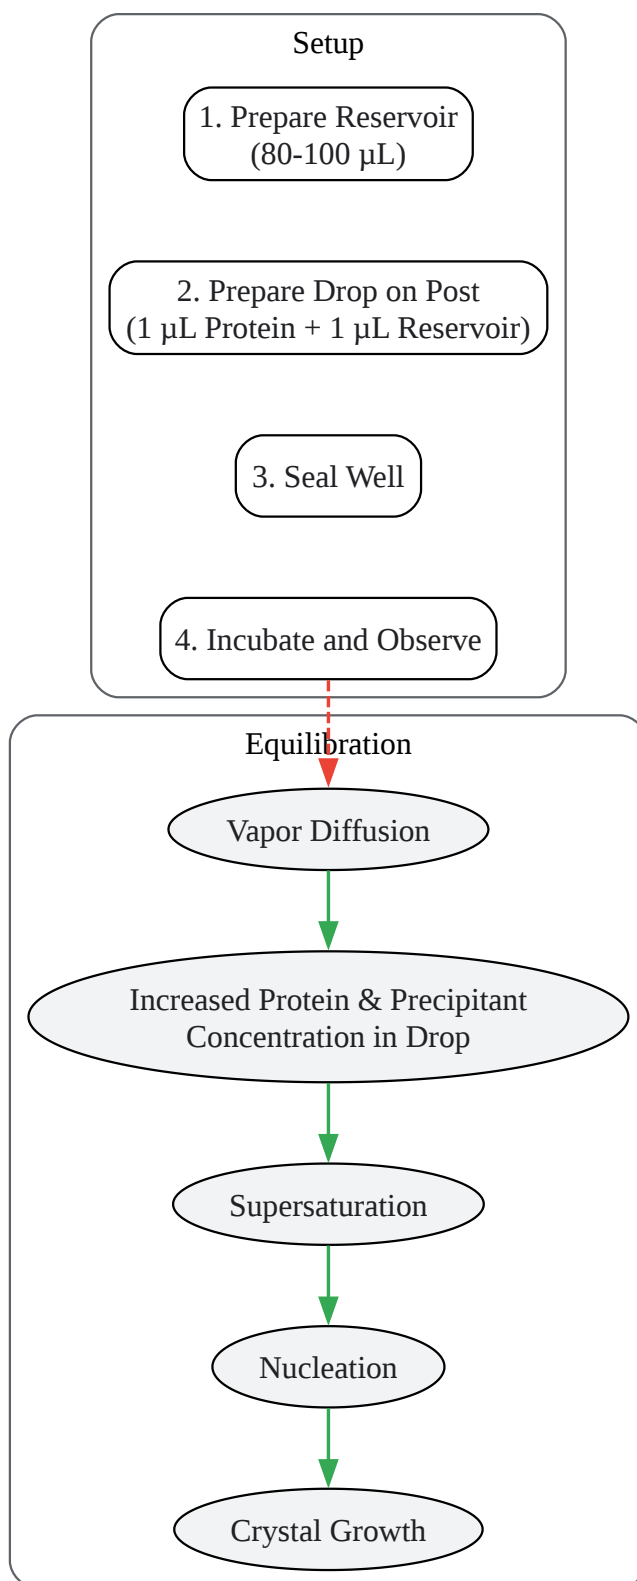 Setup
1. Prepare Reservoir
(80-100 µL)
2. Prepare Drop on Post
(1 µL Protein + 1 µL Reservoir)
3. Seal Well
4. Incubate and Observe
Equilibration
Vapor Diffusion
Increased Protein & Precipitant
Concentration in Drop
Supersaturation
Nucleation
Crystal Growth